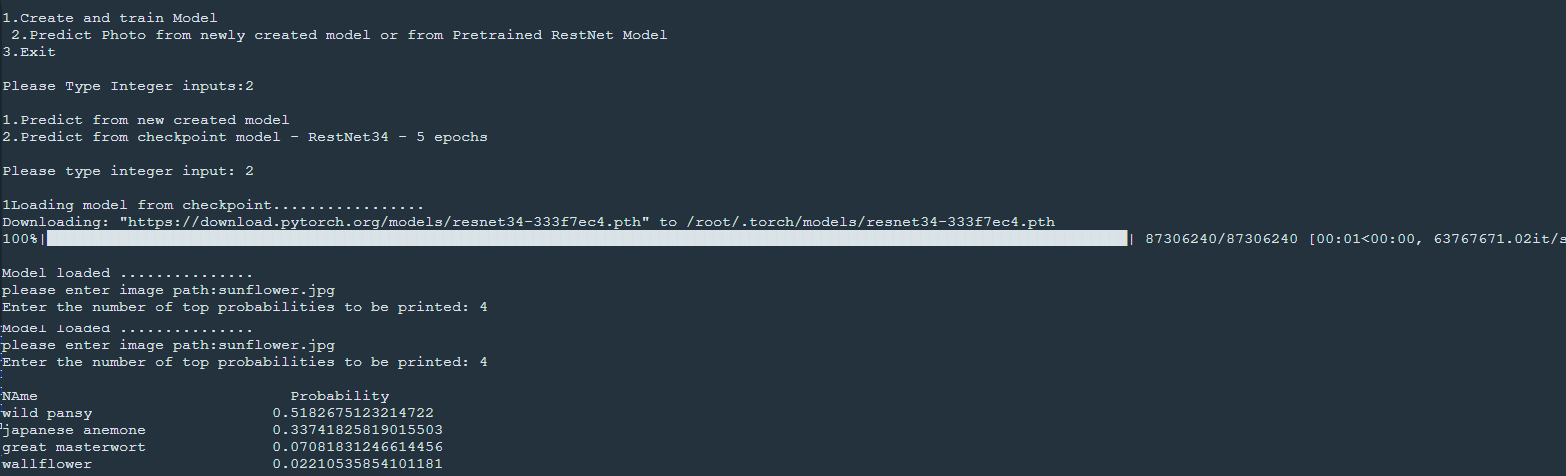 1.Create and train Model
2.Predict Photo from newly created model or from Pretrained RestNet Model
3.Exit
Please Type Integer inputs:2
1.Predict from new created model
2.Predict from checkpoint model - RestNet34 - 5 epochs
Please type integer input: 2
1Loading model from checkpoint.................
Downloading: "https://download.pytorch.org/models/resnet34-333f7ec4.pth" to /root/.torch/models/resnet34-333f7ec4.pth
100%| | 87306240/87306240 [00:01<00:00, 63767671.02it/s
Model loaded ...............
please enter image path:sunflower.jpg
Enter the number of top probabilities to be printed: 4
Model loaded ...............
please enter image path:sunflower.jpg
Enter the number of top probabilities to be printed: 4
NAme Probability
wild pansy 0.5182675123214722
japanese anemone 0.33741825819015503
great masterwort 0.07081831246614456
wallflower 0.02210535854101181